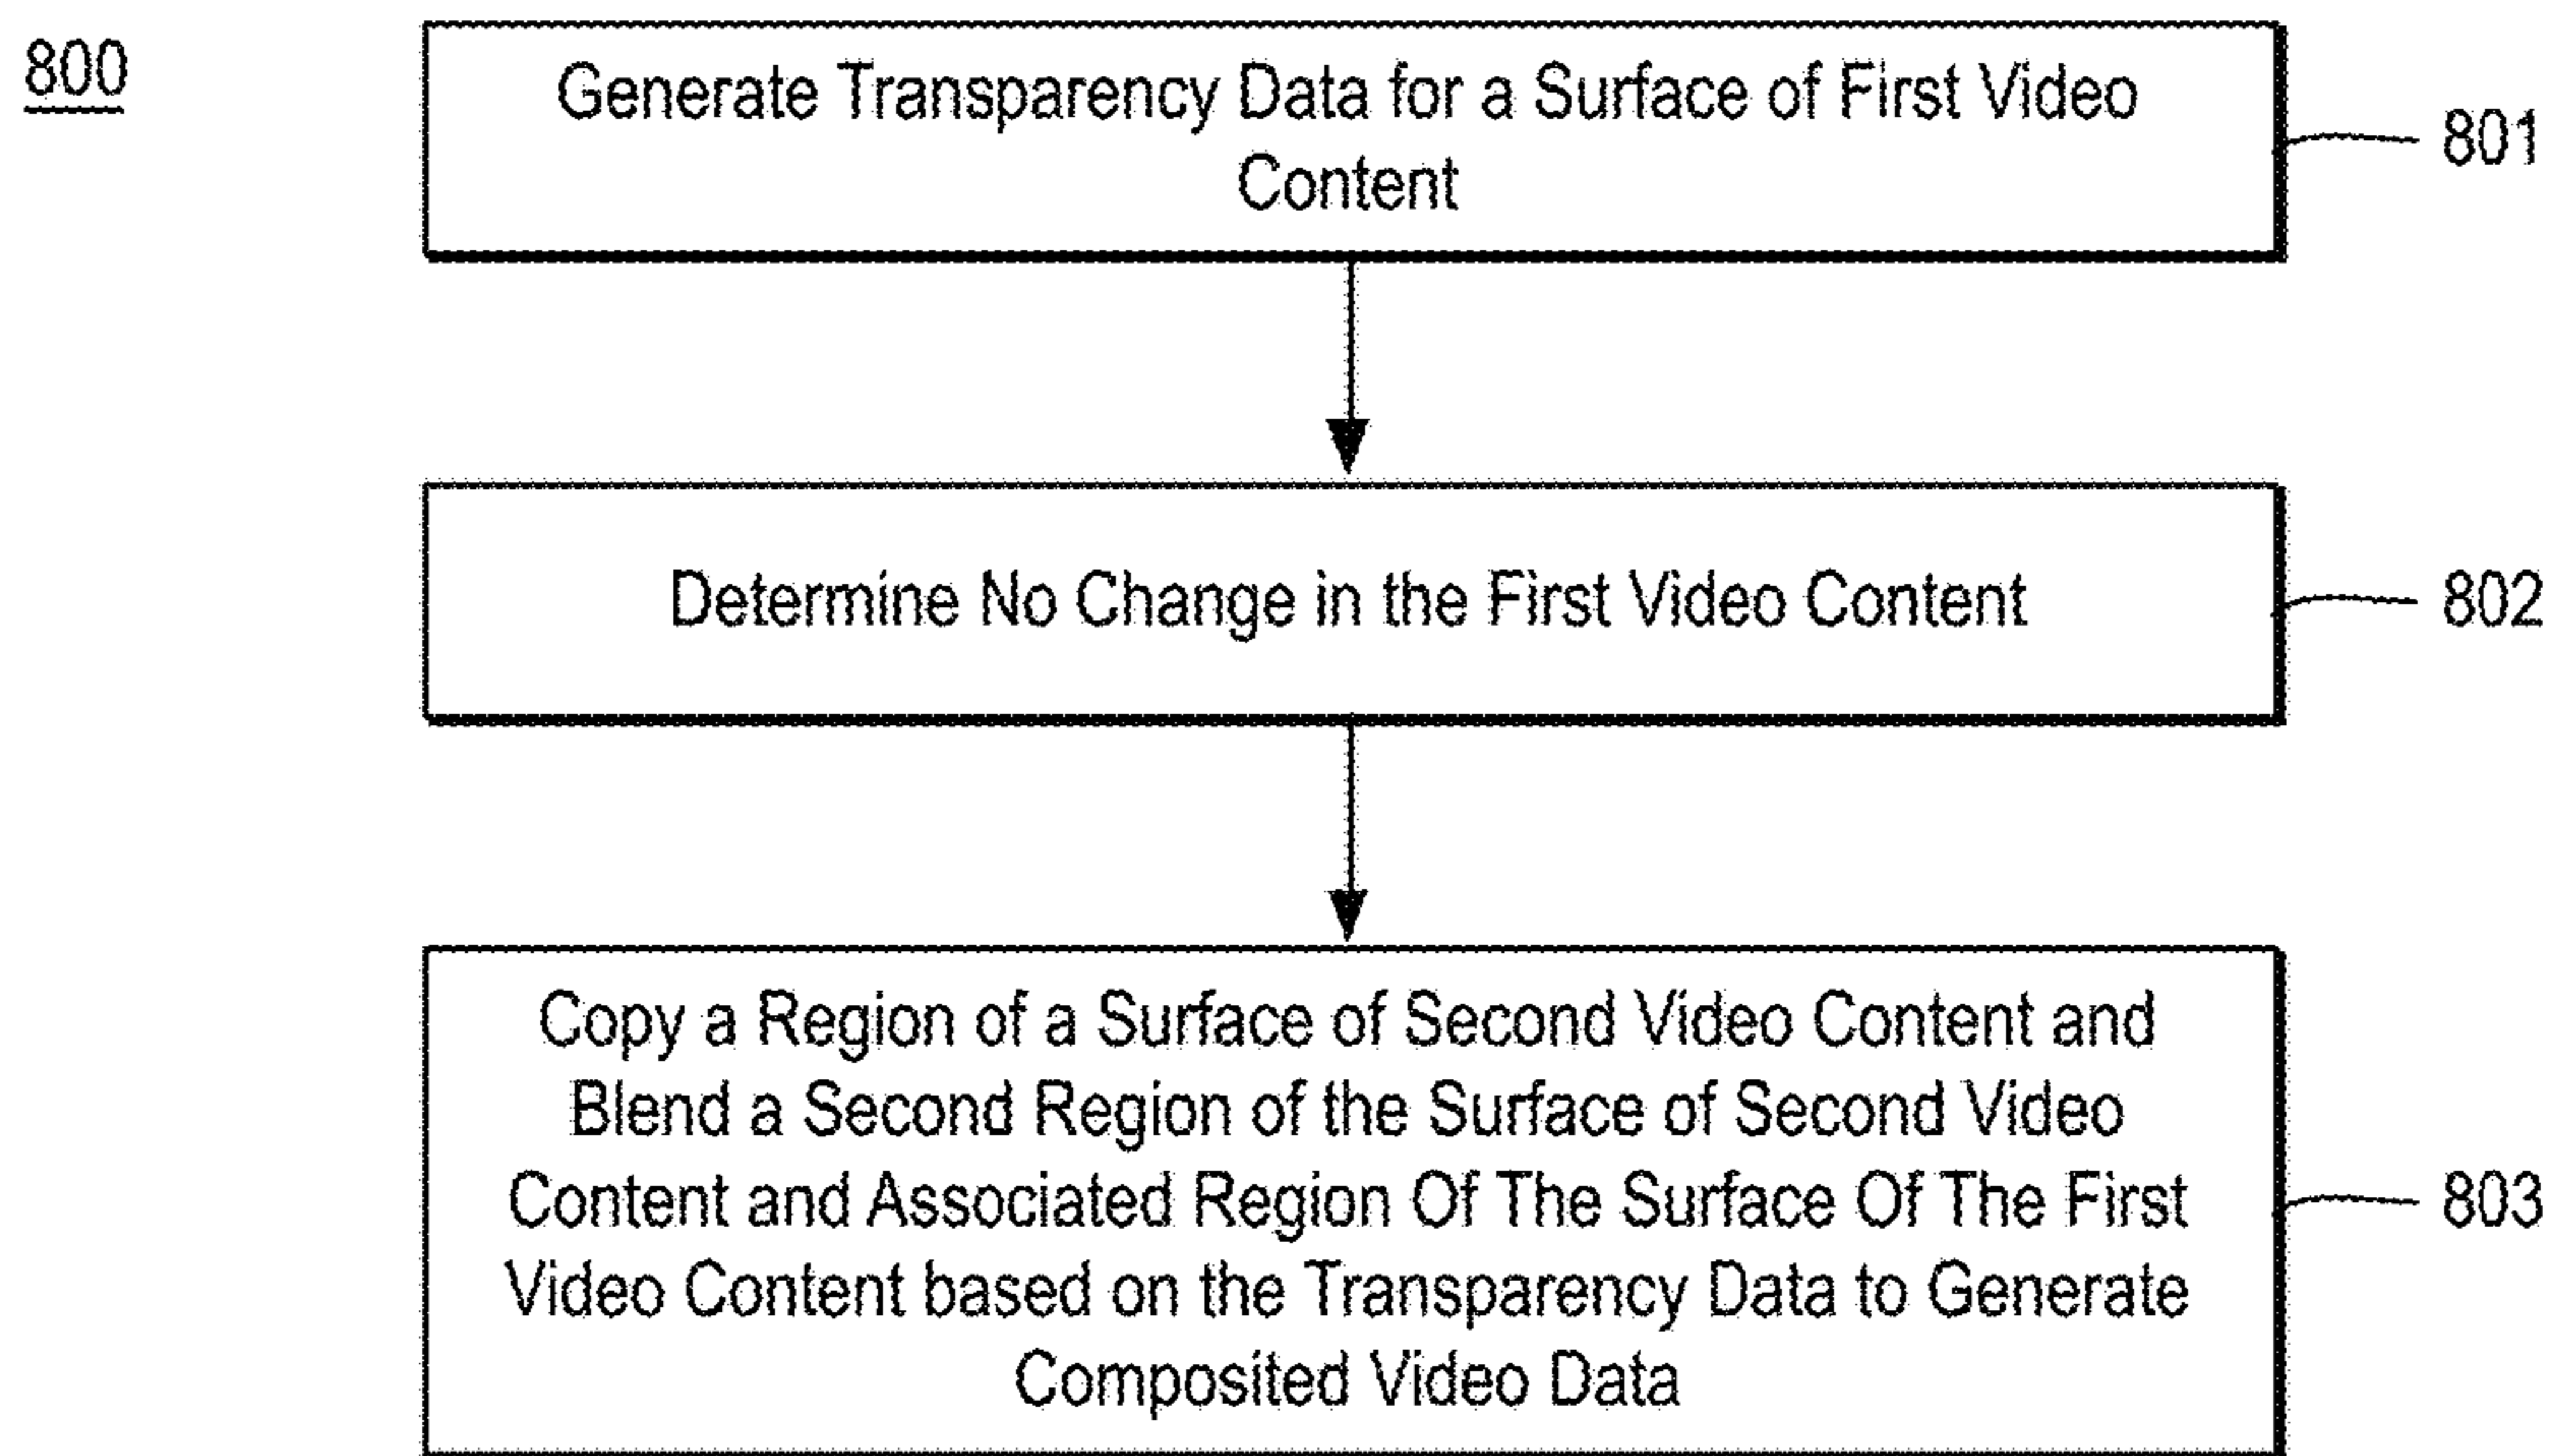 800
Generate Transparency Data for a Surface of First Video
Content
801
Determine No Change in the First Video Content
802
Copy a Region of a Surface of Second Video Content and
Blend a Second Region of the Surface of Second Video
Content and Associated Region Of The Surface Of The First
Video Content based on the Transparency Data to Generate
Composited Video Data
803